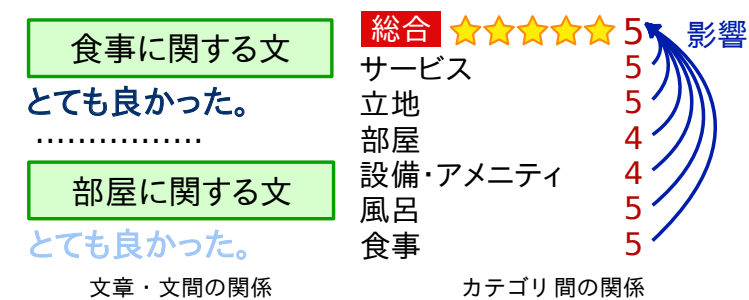 食事に関する文
とても良かった。
................
部屋に関する文
とても良かった。
文章・文間の関係
総合 5 影響
サービス 5
立地 5
部屋 4
設備・アメニティ 4
風呂 5
食事 5
カテゴリ間の関係